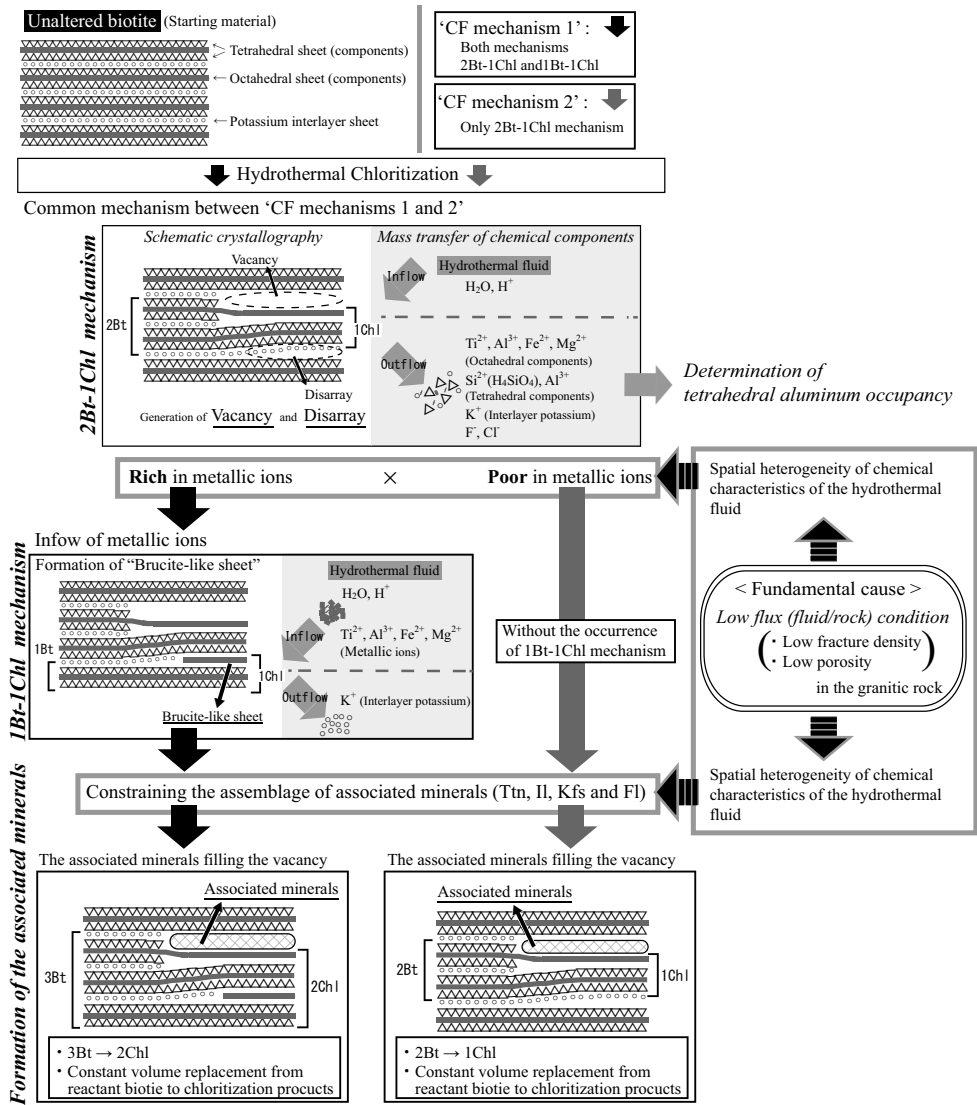 Unaltered biotite (Starting material)
Tetrahedral sheet (components)
Octahedral sheet (components)
Potassium interlayer sheet
‘CF mechanism 1’ :
Both mechanisms
2Bt-1Chl and1Bt-1Chl
‘CF mechanism 2’ :
Only 2Bt-1Chl mechanism
Hydrothermal Chloritization
Common mechanism between ‘CF mechanisms 1 and 2’
2Bt-1Chl mechanism
Schematic crystallography
Vacancy
2Bt
1Chl
Disarray
Generation of Vacancy and Disarray
Mass transfer of chemical components
Inflow
Hydrothermal fluid
H₂O, H⁺
Outflow
Ti²⁺, Al³⁺, Fe²⁺, Mg²⁺
(Octahedral components)
Si²⁺(H₄SiO₄), Al³⁺
(Tetrahedral components)
K⁺ (Interlayer potassium)
F⁻, Cl⁻
Determination of
tetrahedral aluminum occupancy
Rich in metallic ions × Poor in metallic ions
Spatial heterogeneity of chemical
characteristics of the hydrothermal
fluid
< Fundamental cause >
Low flux (fluid/rock) condition
・Low fracture density
・Low porosity
in the granitic rock
Spatial heterogeneity of chemical
characteristics of the hydrothermal
fluid
Infow of metallic ions
1Bt-1Chl mechanism
Formation of “Brucite-like sheet”
1Bt
1Chl
Brucite-like sheet
Hydrothermal fluid
H₂O, H⁺
Inflow
Ti²⁺, Al³⁺, Fe²⁺, Mg²⁺
(Metallic ions)
Outflow
K⁺ (Interlayer potassium)
Without the occurrence
of 1Bt-1Chl mechanism
Constraining the assemblage of associated minerals (Ttn, Il, Kfs and Fl)
Formation of the associated minerals
The associated minerals filling the vacancy
Associated minerals
3Bt
2Chl
・3Bt → 2Chl
・Constant volume replacement from
reactant biotie to chloritization procucts
The associated minerals filling the vacancy
Associated minerals
2Bt
1Chl
・2Bt → 1Chl
・Constant volume replacement from
reactant biotie to chloritization procucts